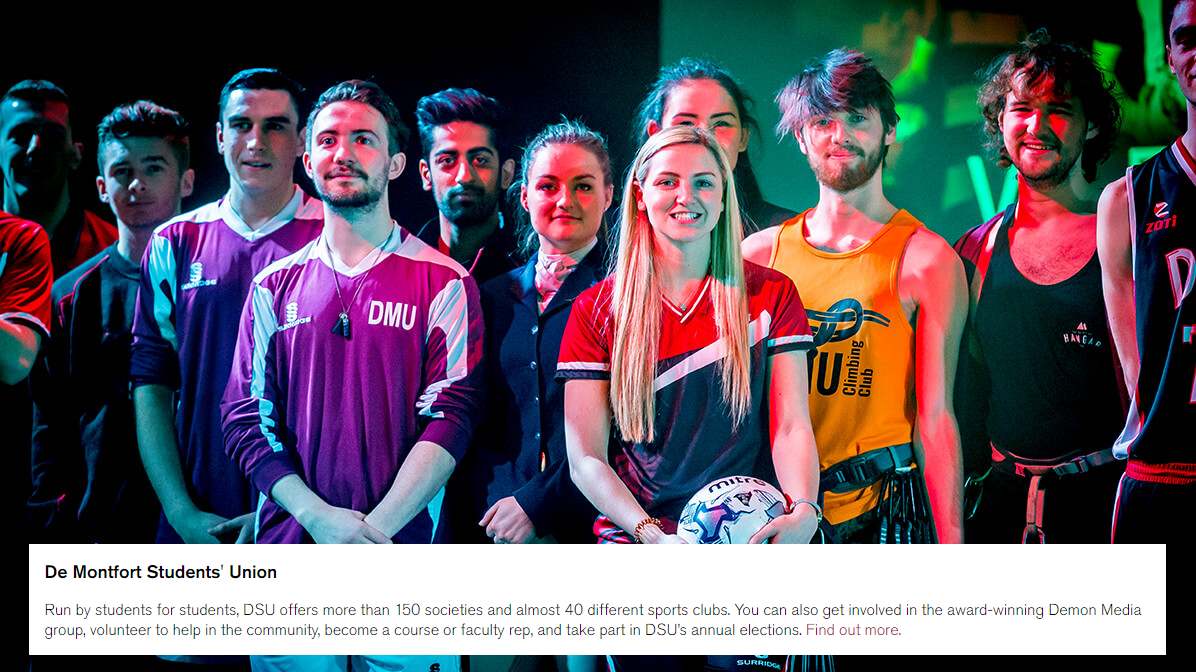 SURRIDGE
DMU
ZOTI
HANGAR
Climbing
Club
mitre
De Montfort Students' Union
Run by students for students, DSU offers more than 150 societies and almost 40 different sports clubs. You can also get involved in the award-winning Demon Media
group, volunteer to help in the community, become a course or faculty rep, and take part in DSU's annual elections. Find out more.
SURRIDGE